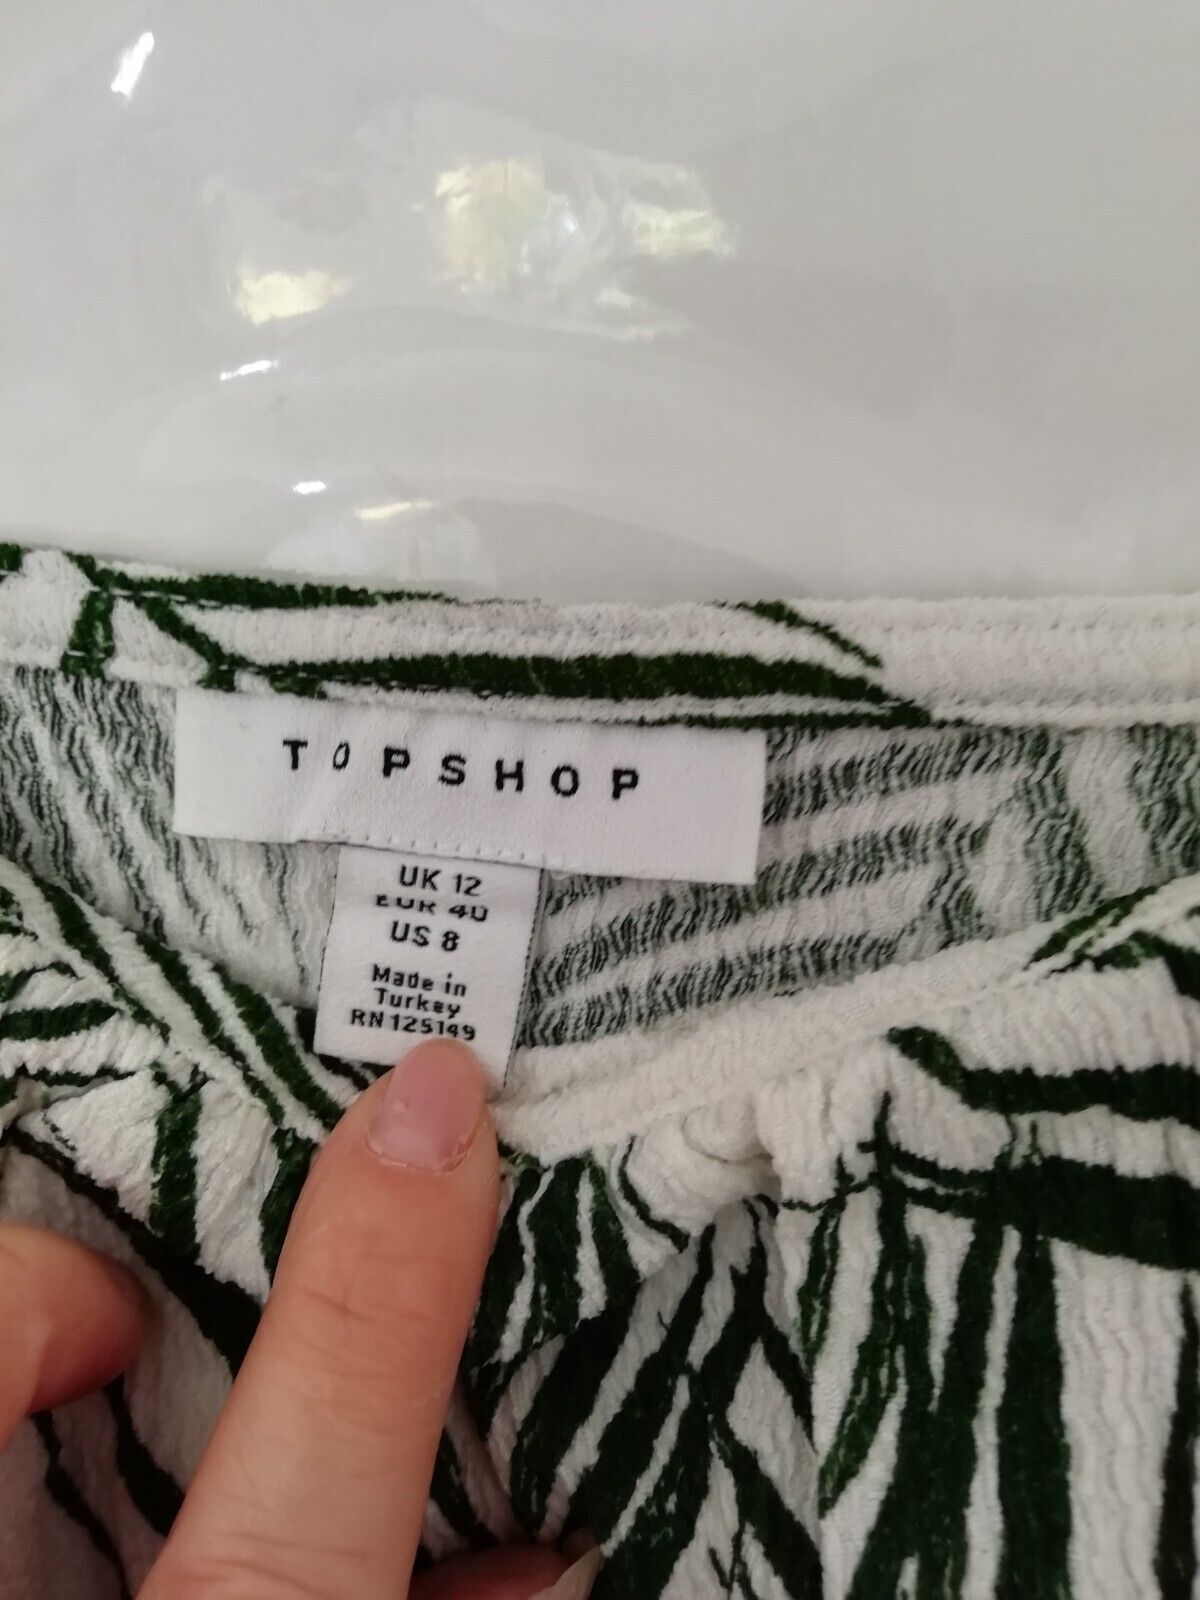 TOPSHOP
UK 12
EUR 40
US 8
Made in
Turkey
RN 125149